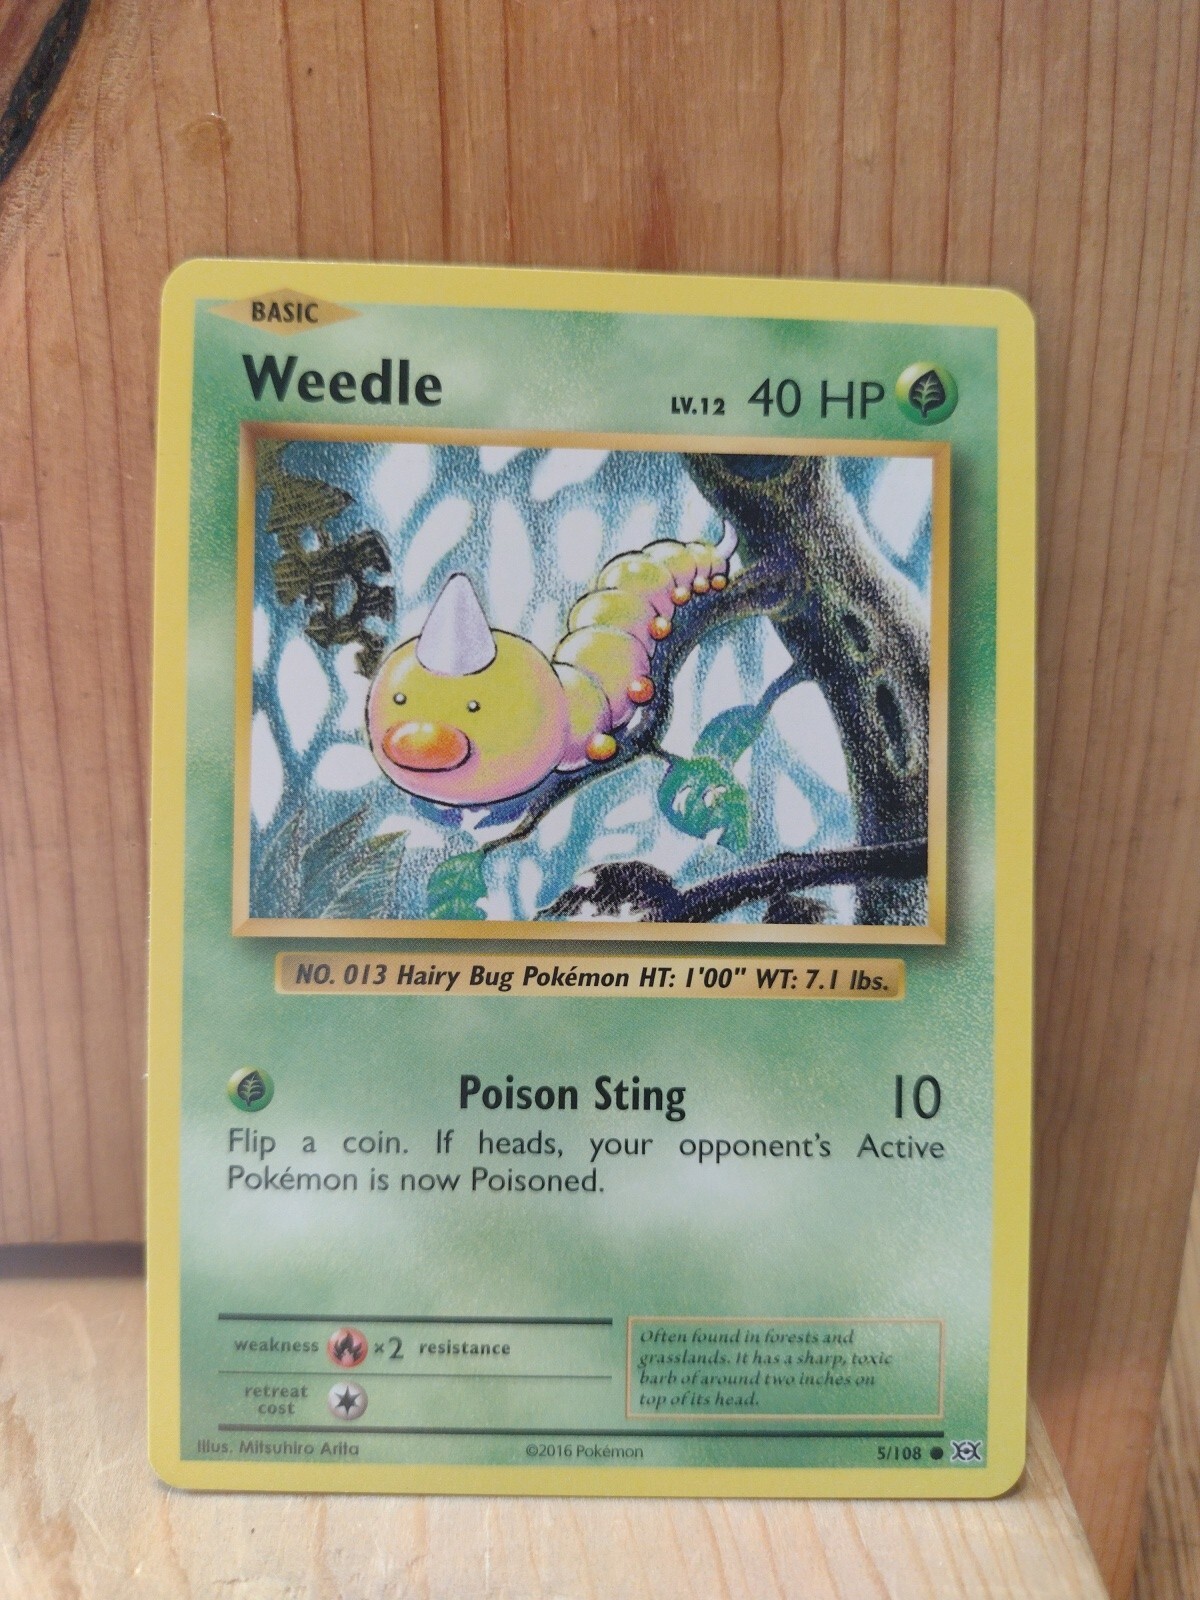 BASIC
Weedle
LV.12 40 HP
NO. 013 Hairy Bug Pokémon HT: 1'00" WT: 7.1 lbs.
Poison Sting 10
Flip a coin. If heads, your opponent's Active
Pokémon is now Poisoned.
weakness ×2 resistance
retreat
cost
Often found in forests and
grasslands. It has a sharp, toxic
barb of around two inches on
top of its head.
Illus. Mitsuhiro Arita
©2016 Pokémon
5/108